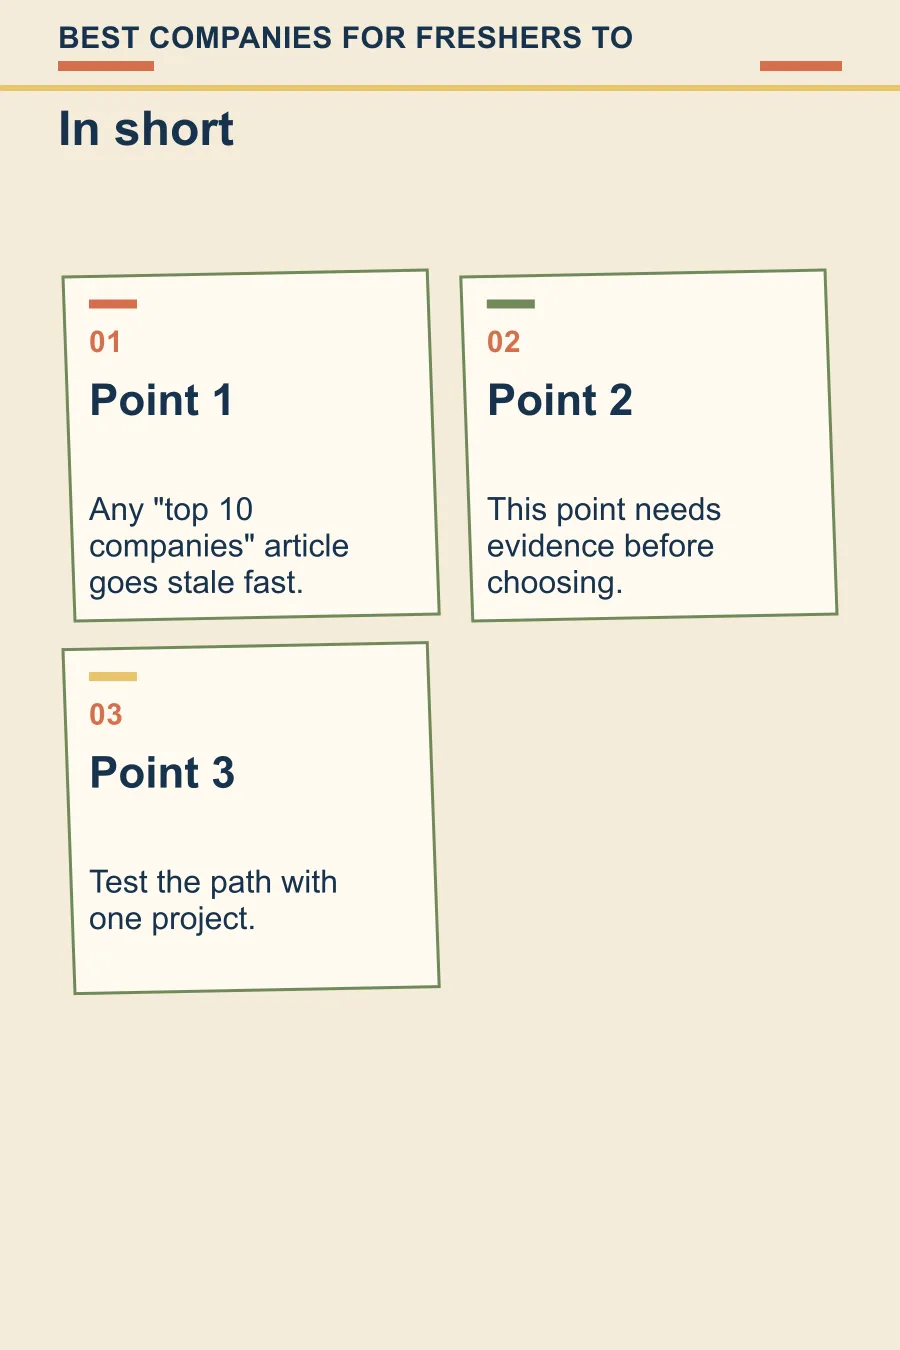 BEST COMPANIES FOR FRESHERS TO
In short
01
Point 1
Any "top 10
companies" article
goes stale fast.
02
Point 2
This point needs
evidence before
choosing.
03
Point 3
Test the path with
one project.